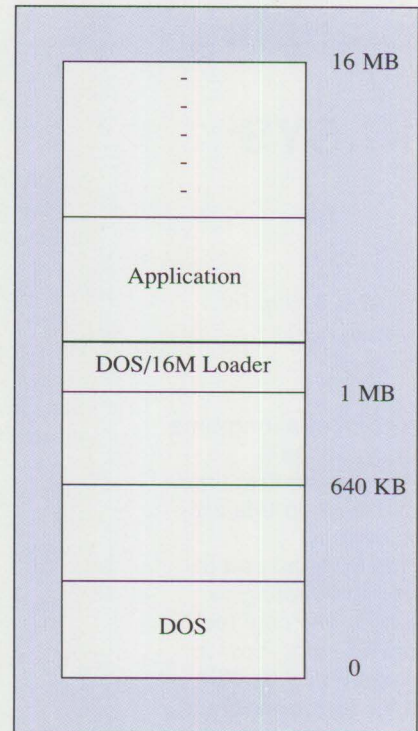 16 MB
-
-
-
-
-
Application
DOS/16M Loader
1 MB
640 KB
DOS
0